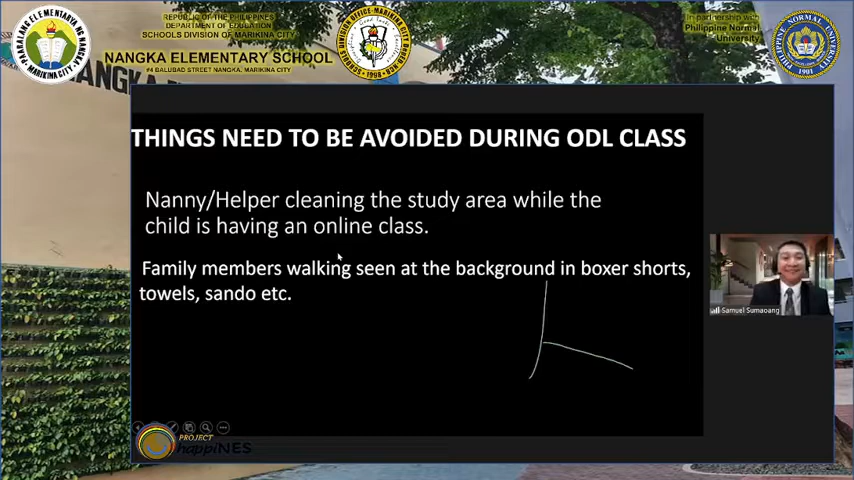 REPUBLIC OF THE PHILIPPINES
DEPARTMENT OF EDUCATION
SCHOOLS DIVISION OF MARIKINA CITY
NANGKA ELEMENTARY SCHOOL
#4 BALUBAD STREET NANGKA, MARIKINA CITY
In partnership with
Philippine Normal
University
THINGS NEED TO BE AVOIDED DURING ODL CLASS
Nanny/Helper cleaning the study area while the
child is having an online class.
Family members walking seen at the background in boxer shorts,
towels, sando etc.
Samuel Sumaoang
PROJECT
happiNES